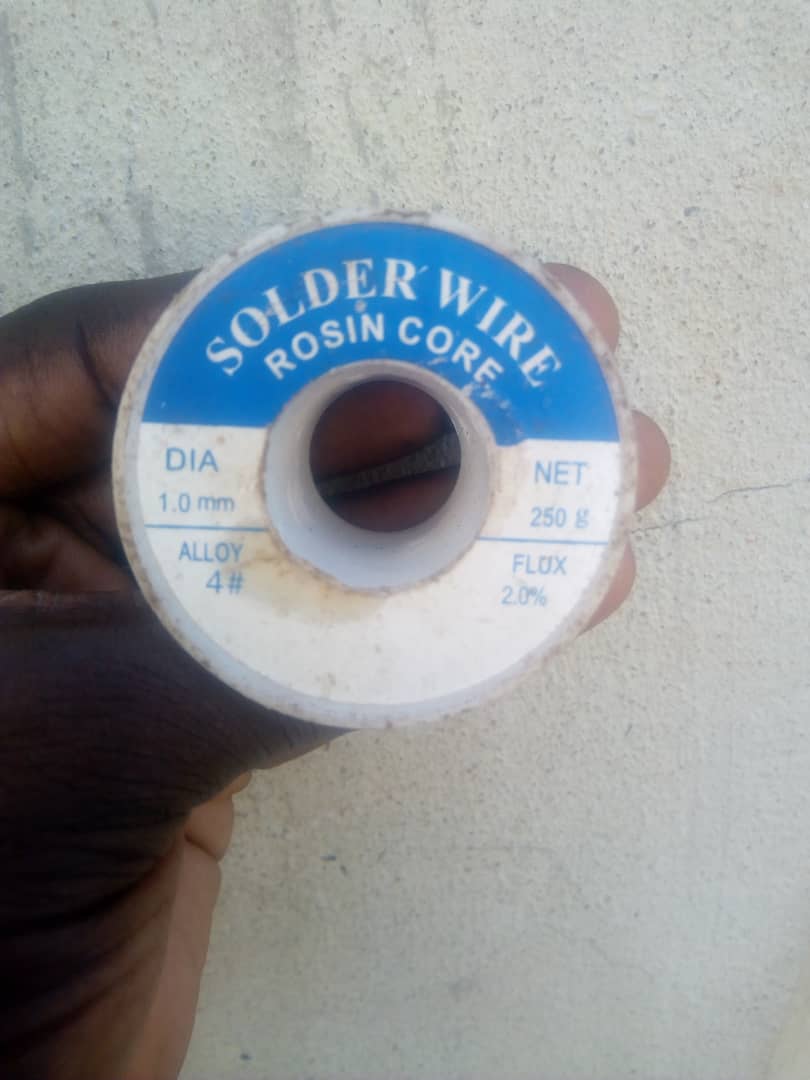 SOLDER WIRE
ROSIN CORE
DIA
1.0 mm
NET
250 g
ALLOY
4#
FLUX
2.0%